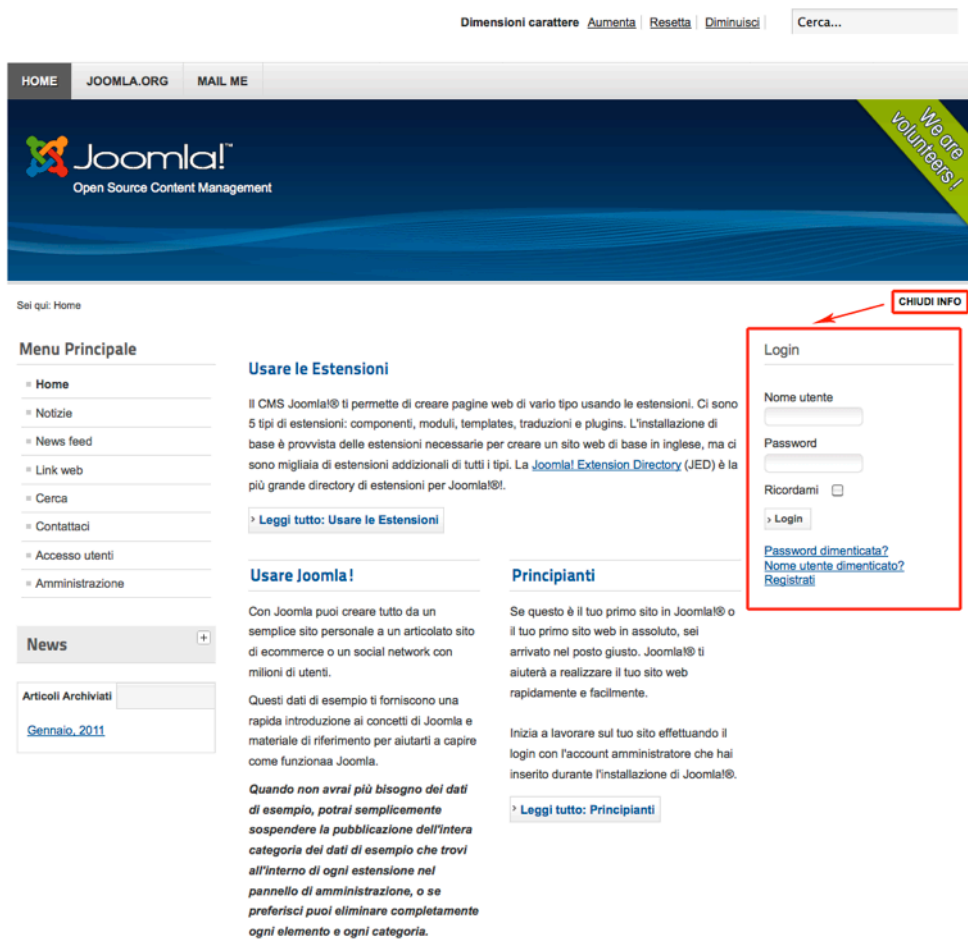 Dimensioni carattere Aumenta Resetta Diminuisci Cerca...
HOME JOOMLA.ORG MAIL ME
We are
volunteers !
Joomla!™
Open Source Content Management
Sei qui: Home
CHIUDI INFO
Menu Principale
Home
Notizie
News feed
Link web
Cerca
Contattaci
Accesso utenti
Amministrazione
News
Articoli Archiviati
Gennaio, 2011
Usare le Estensioni
Il CMS Joomla!® ti permette di creare pagine web di vario tipo usando le estensioni. Ci sono
5 tipi di estensioni: componenti, moduli, templates, traduzioni e plugins. L'installazione di
base è provvista delle estensioni necessarie per creare un sito web di base in inglese, ma ci
sono migliaia di estensioni addizionali di tutti i tipi. La Joomla! Extension Directory (JED) è la
più grande directory di estensioni per Joomla!®!.
Leggi tutto: Usare le Estensioni
Usare Joomla!
Con Joomla puoi creare tutto da un
semplice sito personale a un articolato sito
di ecommerce o un social network con
milioni di utenti.
Questi dati di esempio ti forniscono una
rapida introduzione ai concetti di Joomla e
materiale di riferimento per aiutarti a capire
come funzionaa Joomla.
Quando non avrai più bisogno dei dati
di esempio, potrai semplicemente
sospendere la pubblicazione dell'intera
categoria dei dati di esempio che trovi
all'interno di ogni estensione nel
pannello di amministrazione, o se
preferisci puoi eliminare completamente
ogni elemento e ogni categoria.
Principianti
Se questo è il tuo primo sito in Joomla!® o
il tuo primo sito web in assoluto, sei
arrivato nel posto giusto. Joomla!® ti
aiuterà a realizzare il tuo sito web
rapidamente e facilmente.
Inizia a lavorare sul tuo sito effettuando il
login con l'account amministratore che hai
inserito durante l'installazione di Joomla!®.
Leggi tutto: Principianti
Login
Nome utente
Password
Ricordami
Login
Password dimenticata?
Nome utente dimenticato?
Registrati